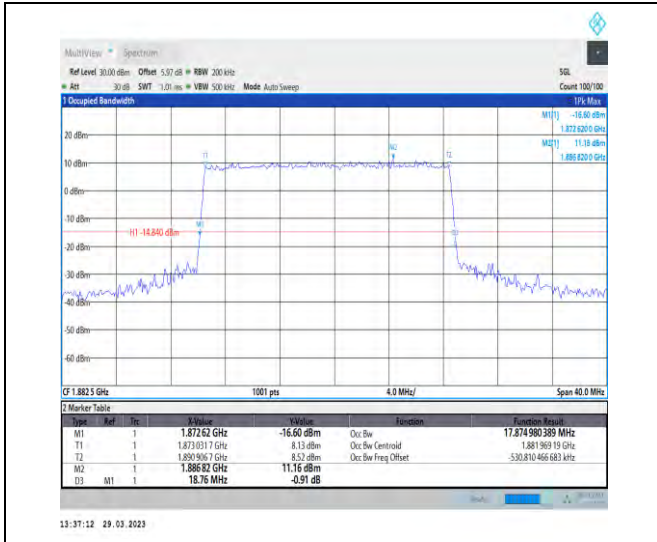 MultiView Spectrum
Ref Level 30.00 dBm Offset 5.97 dB RBW 200 kHz SGL
Att 30 dB SWT 1.01 ms VBW 500 kHz Mode Auto Sweep Count 100/100
1 Occupied Bandwidth 1Pk Max
M1[1] -16.60 dBm
1.872 620 0 GHz
M2[1] 11.16 dBm
1.886 820 0 GHz
20 dBm
T1 M2 T2
10 dBm
0 dBm
-10 dBm
M1
H1 -14.840 dBm
D3
-20 dBm
-30 dBm
-40 dBm
-50 dBm
-60 dBm
CF 1.882 5 GHz 1001 pts 4.0 MHz/ Span 40.0 MHz
2 Marker Table
Type Ref Trc X-Value Y-Value Function Function Result
M1 1 1.872 62 GHz -16.60 dBm Occ Bw 17.874 980 389 MHz
T1 1 1.873 031 7 GHz 8.13 dBm Occ Bw Centroid 1.881 969 19 GHz
T2 1 1.890 906 7 GHz 8.52 dBm Occ Bw Freq Offset -530.810 466 683 kHz
M2 1 1.886 82 GHz 11.16 dBm
D3 M1 1 18.76 MHz -0.91 dB
13:37:12 29.03.2023